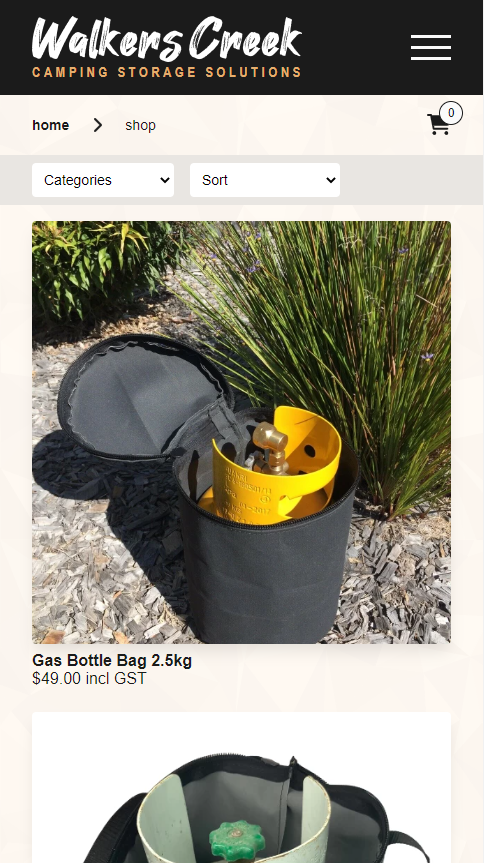 Walkers Creek
CAMPING STORAGE SOLUTIONS
home shop
0
Categories Sort
Gas Bottle Bag 2.5kg
$49.00 incl GST